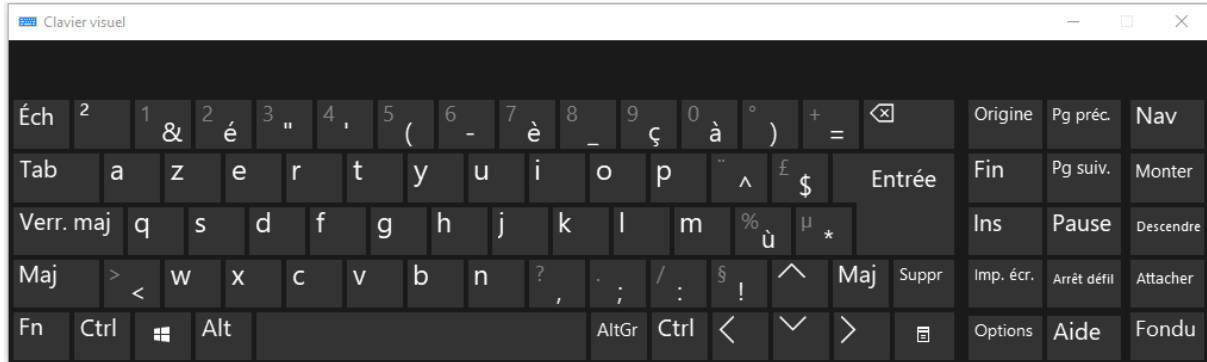 Clavier visuel
Éch ² 1 & 2 é 3 " 4 ' 5 ( 6 - 7 è 8 _ 9 ç 0 à ° ) + = Origine Pg préc. Nav
Tab a z e r t y u i o p ¨ ^ £ $ Entrée Fin Pg suiv. Monter
Verr. maj q s d f g h j k l m % ù µ * Ins Pause Descendre
Maj > < w x c v b n ? , . ; / : § ! Maj Suppr Imp. écr. Arrêt défil Attacher
Fn Ctrl Alt AltGr Ctrl Options Aide Fondu